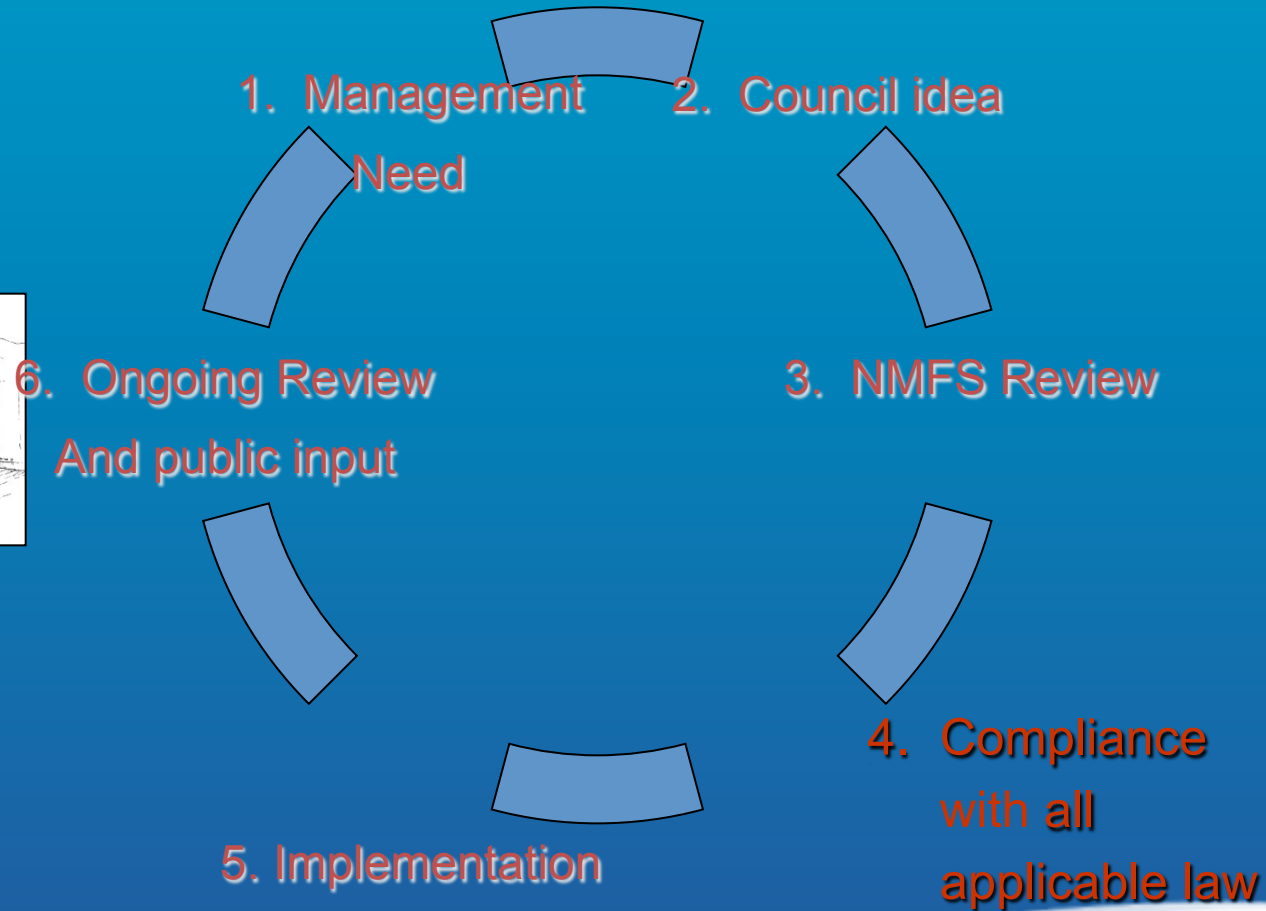 1. Management
Need
2. Council idea
3. NMFS Review
4. Compliance
with all
applicable law
5. Implementation
6. Ongoing Review
And public input